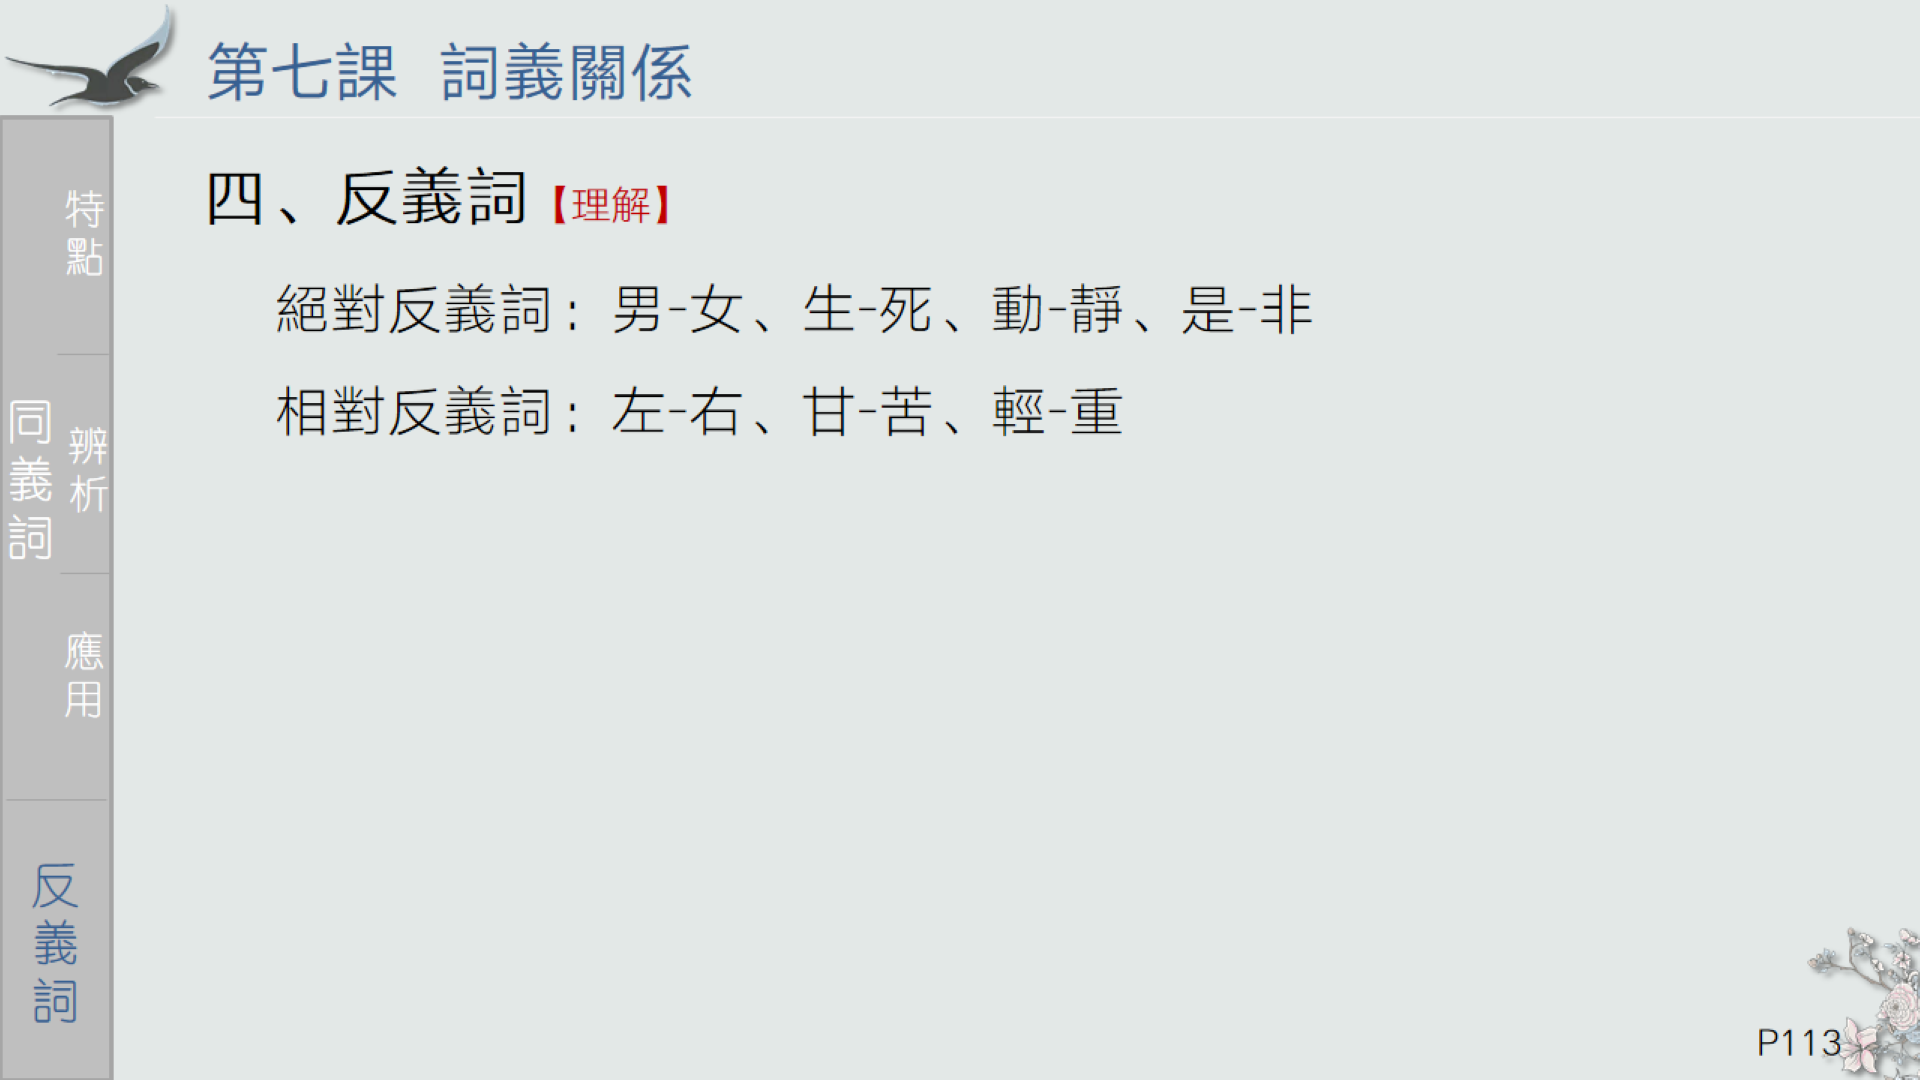 第七課 詞義關係
特點
同義詞
辨析
應用
反義詞
四、反義詞【理解】
絕對反義詞：男-女、生-死、動-靜、是-非
相對反義詞：左-右、甘-苦、輕-重
P113